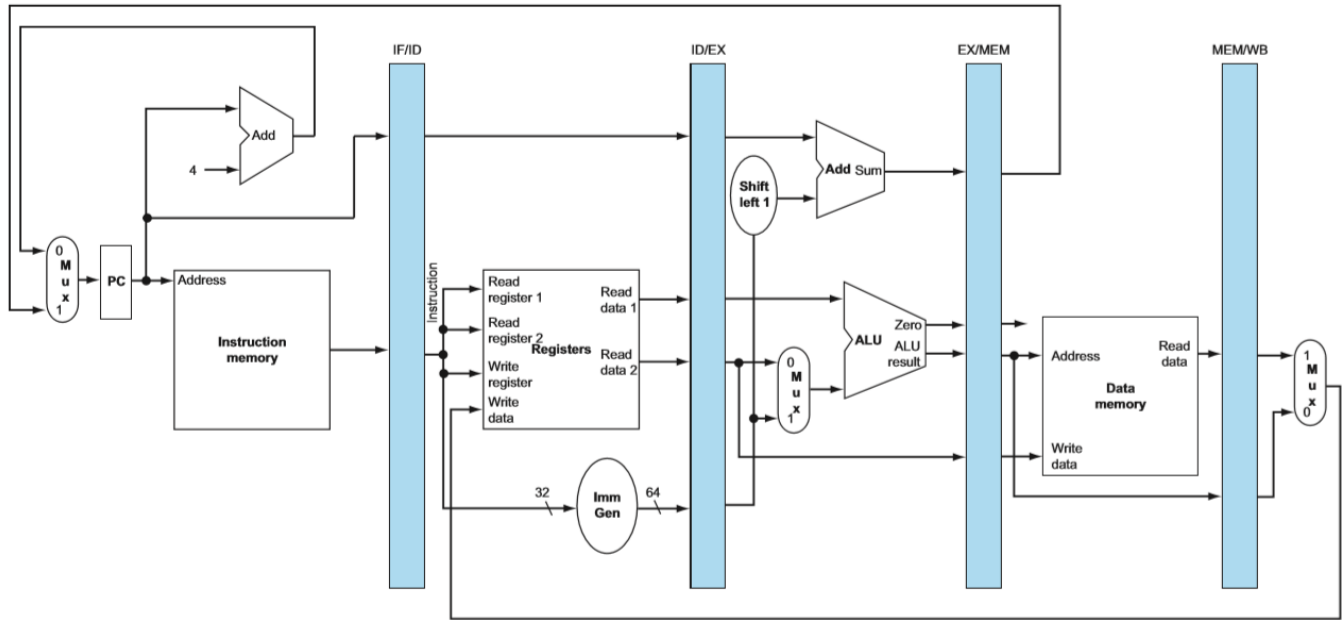 IF/ID
ID/EX
EX/MEM
MEM/WB
Add
4
Shift
left 1
Add Sum
0
M
u
x
1
PC
Address
Instruction
memory
Instruction
Read
register 1
Read
register 2
Write
register
Write
data
Registers
Read
data 1
Read
data 2
0
M
u
x
1
Zero
ALU
ALU
result
Address
Read
data
Data
memory
Write
data
1
M
u
x
0
32
Imm
Gen
64